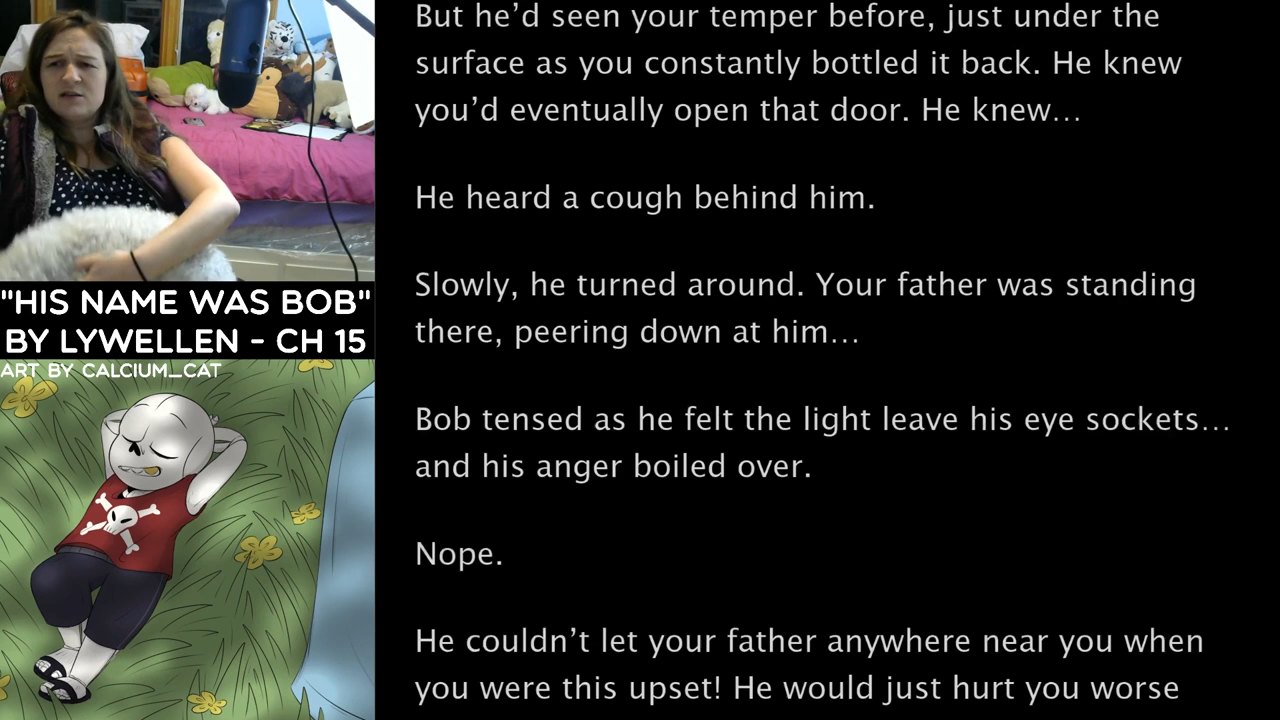 "HIS NAME WAS BOB"
BY LYWELLEN - CH 15
ART BY CALCIUM_CAT
But he’d seen your temper before, just under the
surface as you constantly bottled it back. He knew
you’d eventually open that door. He knew…
He heard a cough behind him.
Slowly, he turned around. Your father was standing
there, peering down at him…
Bob tensed as he felt the light leave his eye sockets…
and his anger boiled over.
Nope.
He couldn’t let your father anywhere near you when
you were this upset! He would just hurt you worse